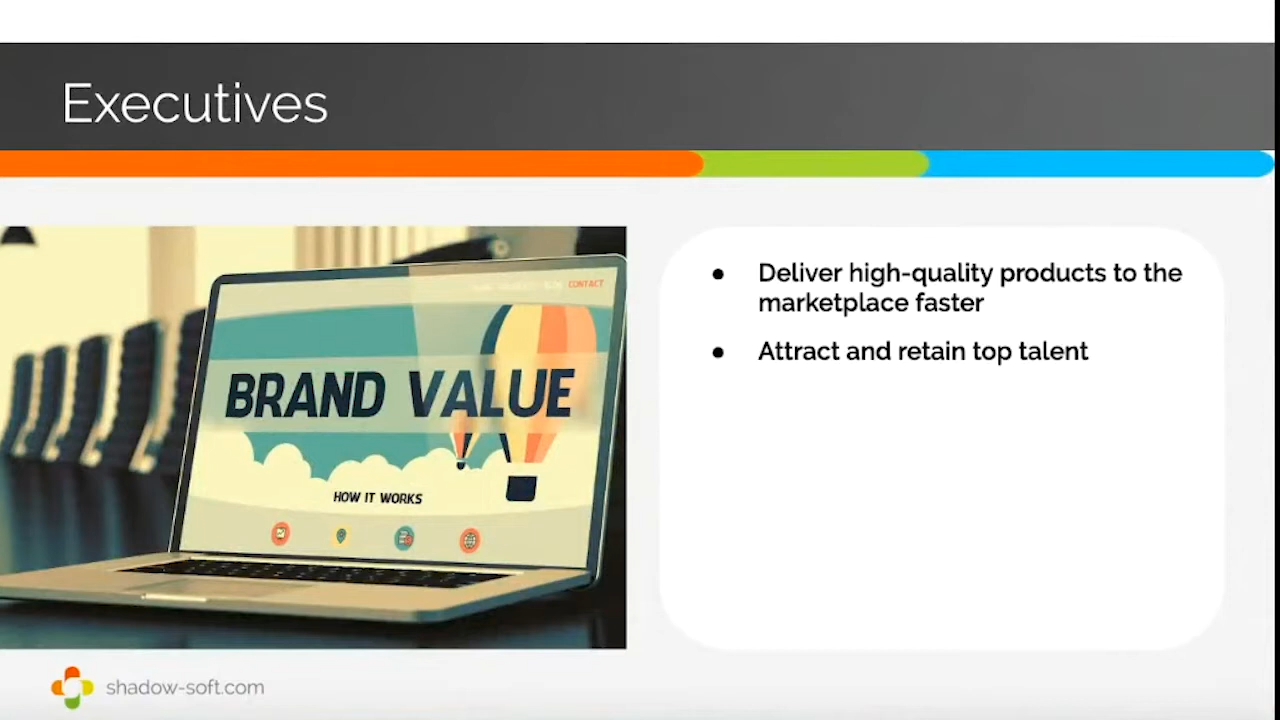 Executives
CONTACT
BRAND VALUE
HOW IT WORKS
● Deliver high-quality products to the
marketplace faster
● Attract and retain top talent
shadow-soft.com